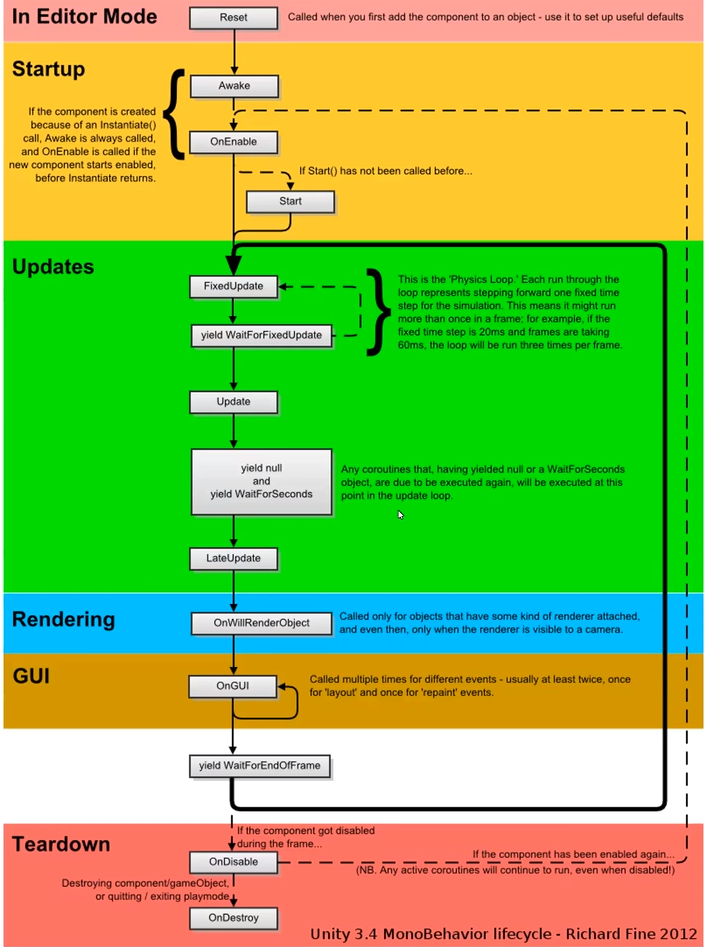 In Editor Mode
Reset
Called when you first add the component to an object - use it to set up useful defaults
Startup
Awake
If the component is created
because of an Instantiate()
call, Awake is always called,
and OnEnable is called if the
new component starts enabled,
before Instantiate returns.
OnEnable
If Start() has not been called before...
Start
Updates
FixedUpdate
This is the 'Physics Loop.' Each run through the
loop represents stepping forward one fixed time
step for the simulation. This means it might run
more than once in a frame; for example, if the
fixed time step is 20ms and frames are taking
60ms, the loop will be run three times per frame.
yield WaitForFixedUpdate
Update
yield null
and
yield WaitForSeconds
Any coroutines that, having yielded null or a WaitForSeconds
object, are due to be executed again, will be executed at this
point in the update loop.
LateUpdate
Rendering
OnWillRenderObject
Called only for objects that have some kind of renderer attached,
and even then, only when the renderer is visible to a camera.
GUI
OnGUI
Called multiple times for different events - usually at least twice, once
for 'layout' and once for 'repaint' events.
yield WaitForEndOfFrame
If the component got disabled
during the frame...
Teardown
OnDisable
If the component has been enabled again...
(NB. Any active coroutines will continue to run, even when disabled!)
Destroying component/gameObject,
or quitting / exiting playmode
OnDestroy
Unity 3.4 MonoBehavior lifecycle - Richard Fine 2012